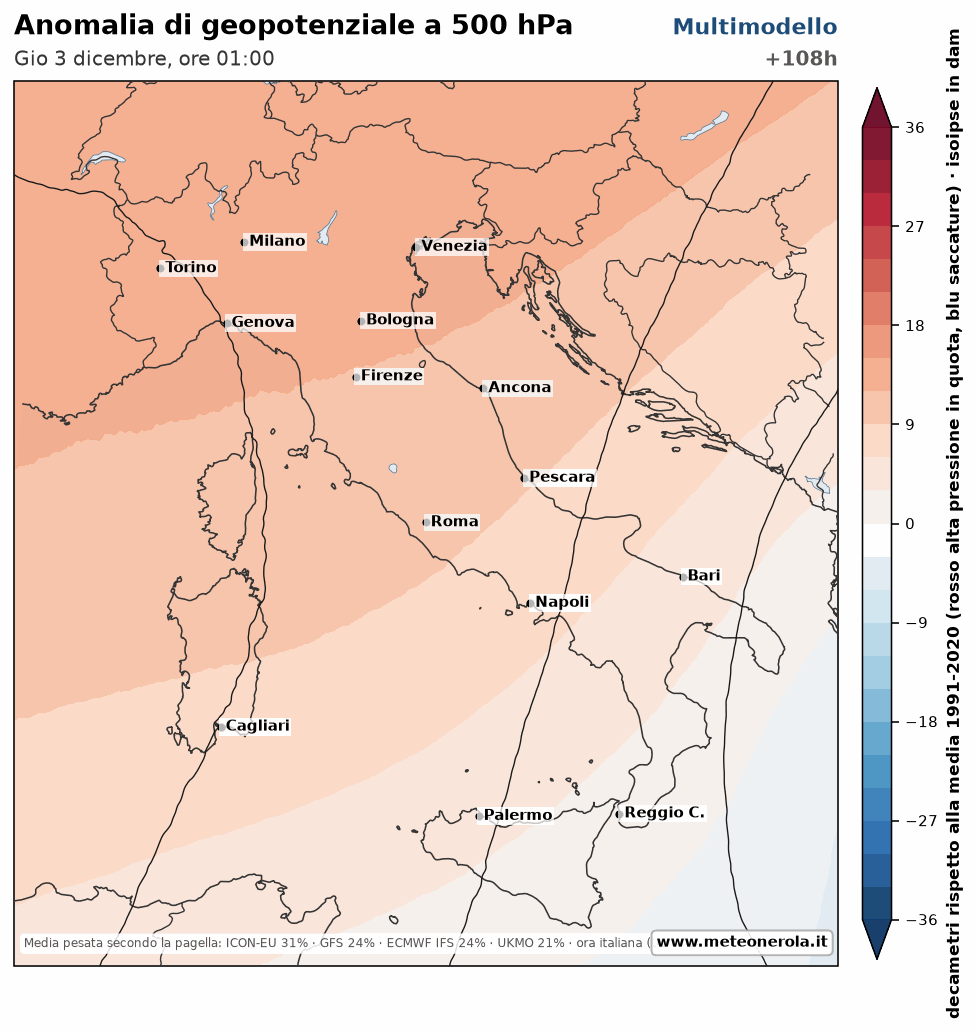 Anomalia di geopotenziale a 500 hPa
Multimodello
Gio 3 dicembre, ore 01:00
+108h
Milano
Venezia
Torino
Genova
Bologna
Firenze
Ancona
Pescara
Roma
Bari
Napoli
Cagliari
Palermo
Reggio C.
Media pesata secondo la pagella: ICON-EU 31% · GFS 24% · ECMWF IFS 24% · UKMO 21% · ora italiana (
www.meteonerola.it
36
27
18
9
0
−9
−18
−27
−36
decametri rispetto alla media 1991-2020 (rosso alta pressione in quota, blu saccature) · isoipse in dam